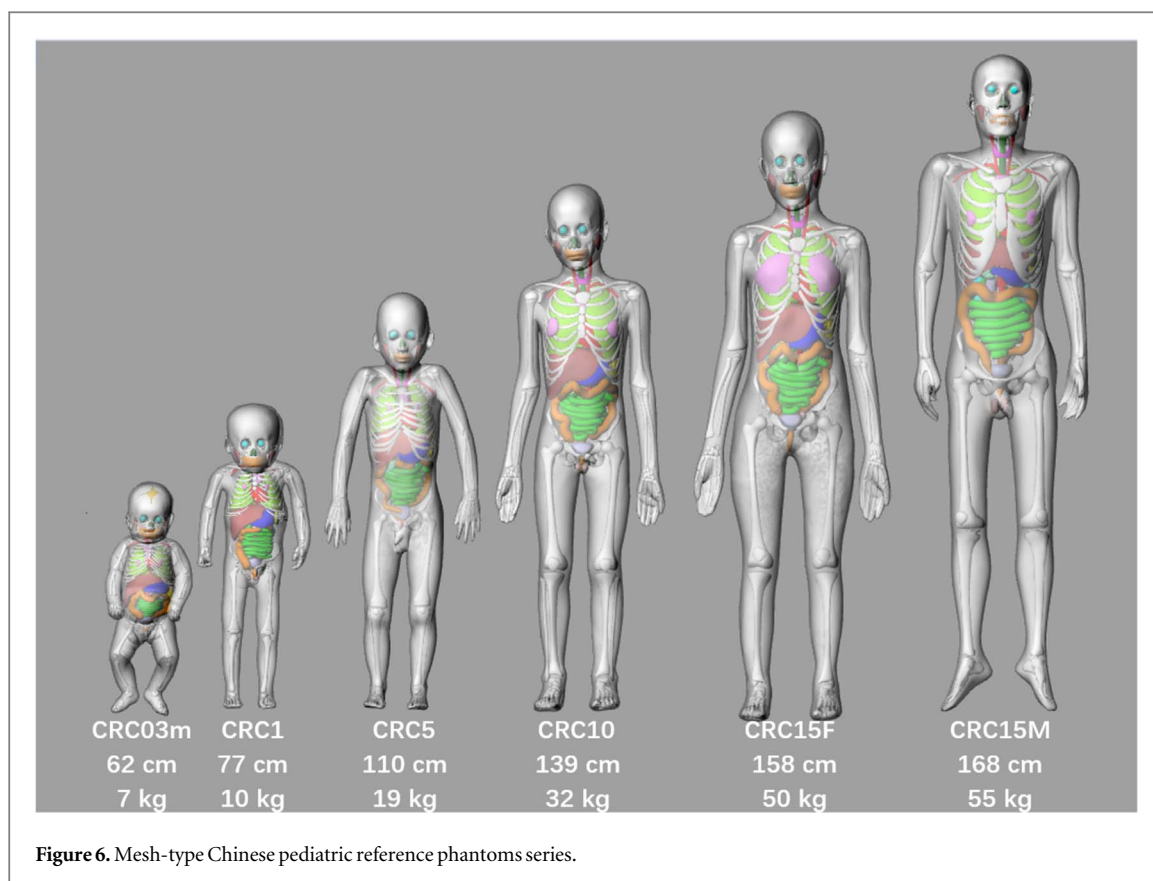 CRC03m CRC1 CRC5 CRC10 CRC15F CRC15M
62 cm 77 cm 110 cm 139 cm 158 cm 168 cm
7 kg 10 kg 19 kg 32 kg 50 kg 55 kg
Figure 6. Mesh-type Chinese pediatric reference phantoms series.